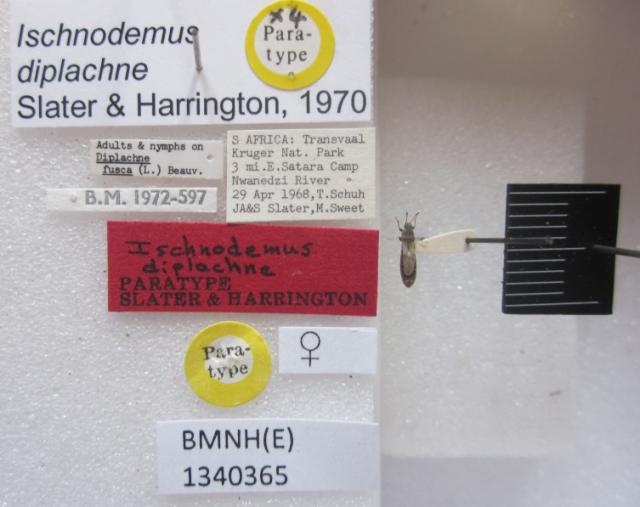 Ischnodemus
diplachne
Slater & Harrington, 1970
x4
Para-
type
Adults & nymphs on
Diplachne
fusca (L.) Beauv.
S AFRICA: Transvaal
Kruger Nat. Park
3 mi.E.Satara Camp
Nwanedzi River
29 Apr 1968,T.Schuh
JA&S Slater,M.Sweet
B.M. 1972-597
Ischnodemus
diplachne
PARATYPE
SLATER & HARRINGTON
Para-
type
♀
BMNH(E)
1340365